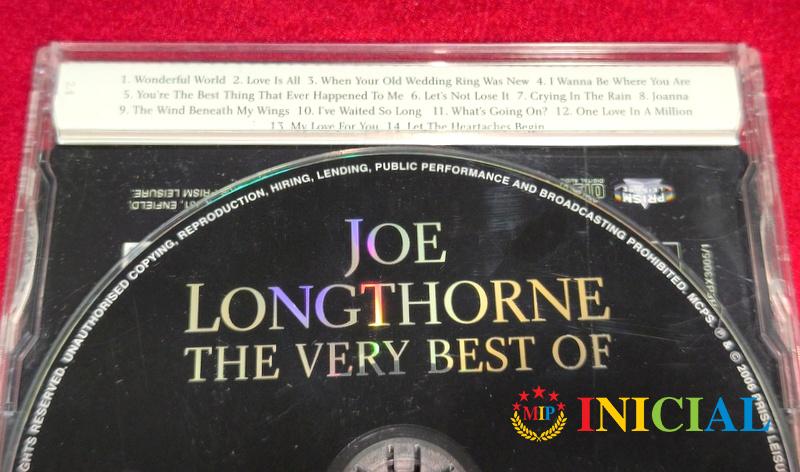 1. Wonderful World 2. Love Is All 3. When Your Old Wedding Ring Was New 4. I Wanna Be Where You Are
5. You're The Best Thing That Ever Happened To Me 6. Let's Not Lose It 7. Crying In The Rain 8. Joanna
9. The Wind Beneath My Wings 10. I've Waited So Long 11. What's Going On? 12. One Love In A Million
13. My Love For You 14. Let The Heartaches Begin
ENFIELD,
PRISM LEISURE.
PRISM
RIGHTS RESERVED. UNAUTHORISED COPYING, REPRODUCTION, HIRING, LENDING, PUBLIC PERFORMANCE AND BROADCASTING PROHIBITED. MCPS. ℗ & © 2006 PRISM
JOE
LONGTHORNE
THE VERY BEST OF
MIP
INICIAL